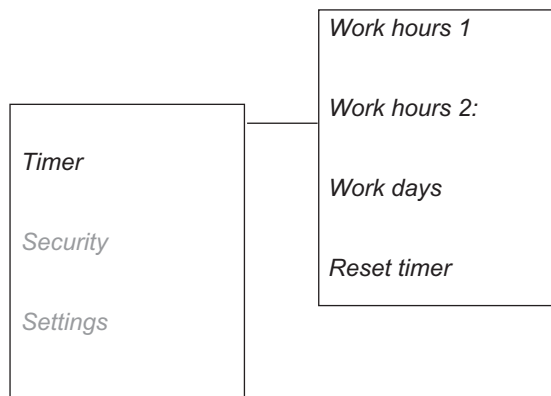 Timer
Security
Settings
Work hours 1
Work hours 2:
Work days
Reset timer